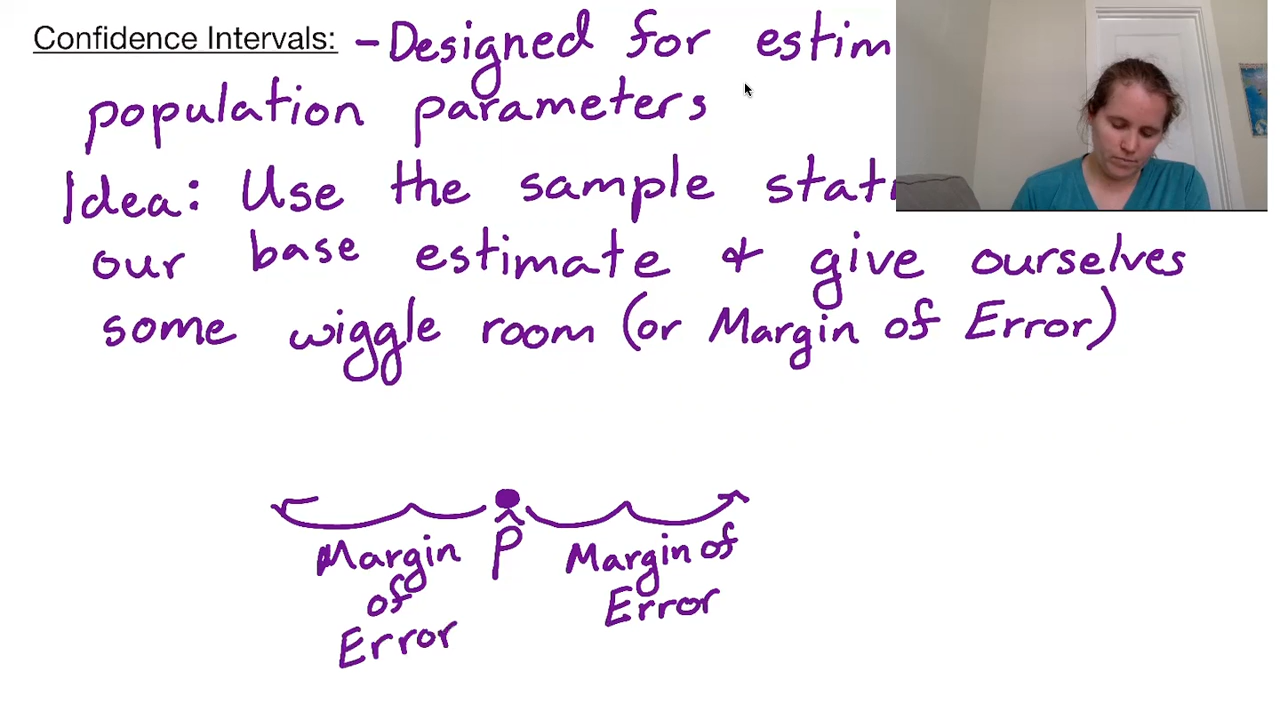 Confidence Intervals: - Designed for estim
population parameters
Idea: Use the sample stati
our base estimate & give ourselves
some wiggle room (or Margin of Error)
Margin of Error
p̂
Margin of
Error